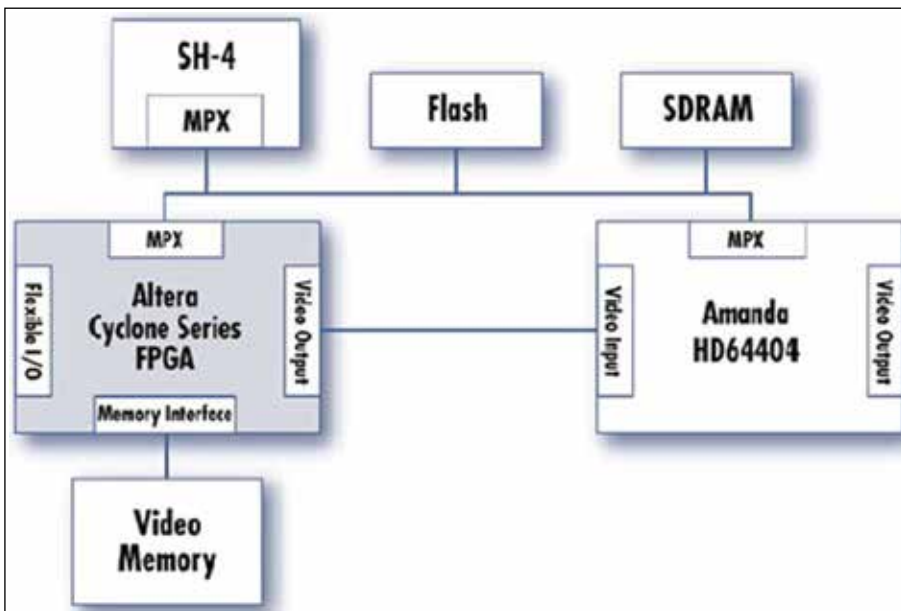 SH-4
MPX
Flash
SDRAM
MPX
Flexible I/O
Altera
Cyclone Series
FPGA
Video Output
Memory Interface
MPX
Video Input
Amanda
HD64404
Video Output
Video
Memory